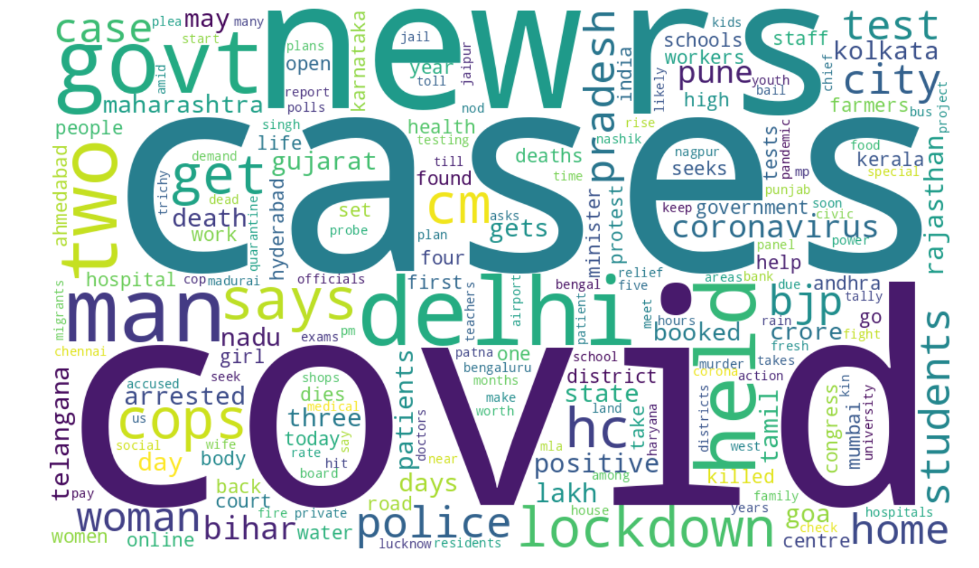 covid
cases
new
rs
govt
delhi
man
held
two
cops
get
cm
says
hc
bjp
city
test
pune
case
may
kolkata
maharashtra
people
plea
many
start
amid
plans
open
report
polls
jail
year
toll
nod
jaipur
karnataka
pradesh
india
schools
workers
kids
staff
likely
high
youth
bail
chief
farmers
bus
project
rajasthan
kerala
food
special
mp
pandemic
tests
nagpur
seeks
punjab
rise
nashik
keep
government
civic
soon
coronavirus
panel
power
help
protest
minister
health
testing
till
found
deaths
time
asks
gets
plan
four
set
probe
singh
life
gujarat
demand
dead
death
work
trichy
quarantine
hyderabad
ahmedabad
hospital
cop
madurai
officials
first
teachers
airport
bengal
patient
relief
five
meet
hours
areas
bank
due
andhra
tally
go
rain
crore
fresh
fight
booked
murder
takes
corona
action
migrants
chennai
nadu
girl
exams
pm
seek
arrested
accused
us
social
wife
dies
shops
medical
three
today
say
rate
hit
board
body
day
telangana
pay
back
court
fire
private
woman
women
online
bihar
water
road
days
patients
doctors
near
patna
bengaluru
one
months
make
worth
school
district
state
land
take
mla
haryana
positive
among
lakh
house
police
lucknow
residents
lockdown
districts
west
tamil
killed
family
years
congress
mumbai
kin
university
students
goa
check
centre
hospitals
home